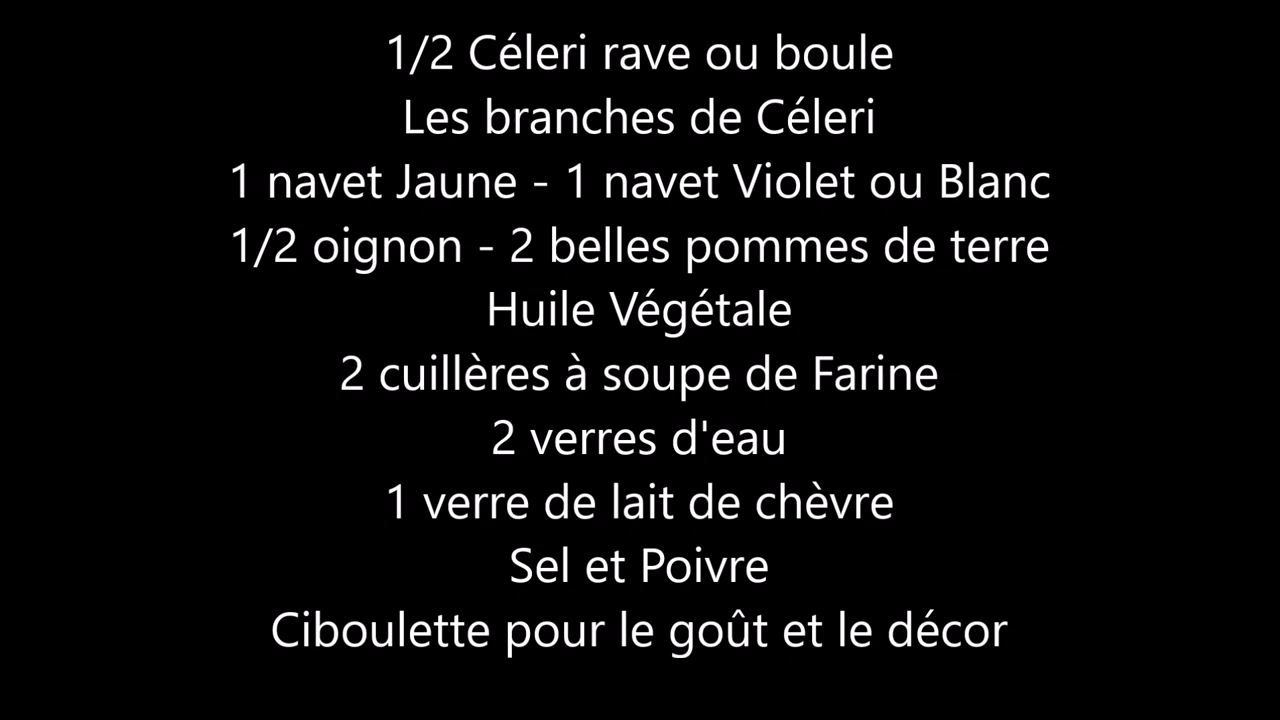 1/2 Céleri rave ou boule
Les branches de Céleri
1 navet Jaune - 1 navet Violet ou Blanc
1/2 oignon - 2 belles pommes de terre
Huile Végétale
2 cuillères à soupe de Farine
2 verres d'eau
1 verre de lait de chèvre
Sel et Poivre
Ciboulette pour le goût et le décor